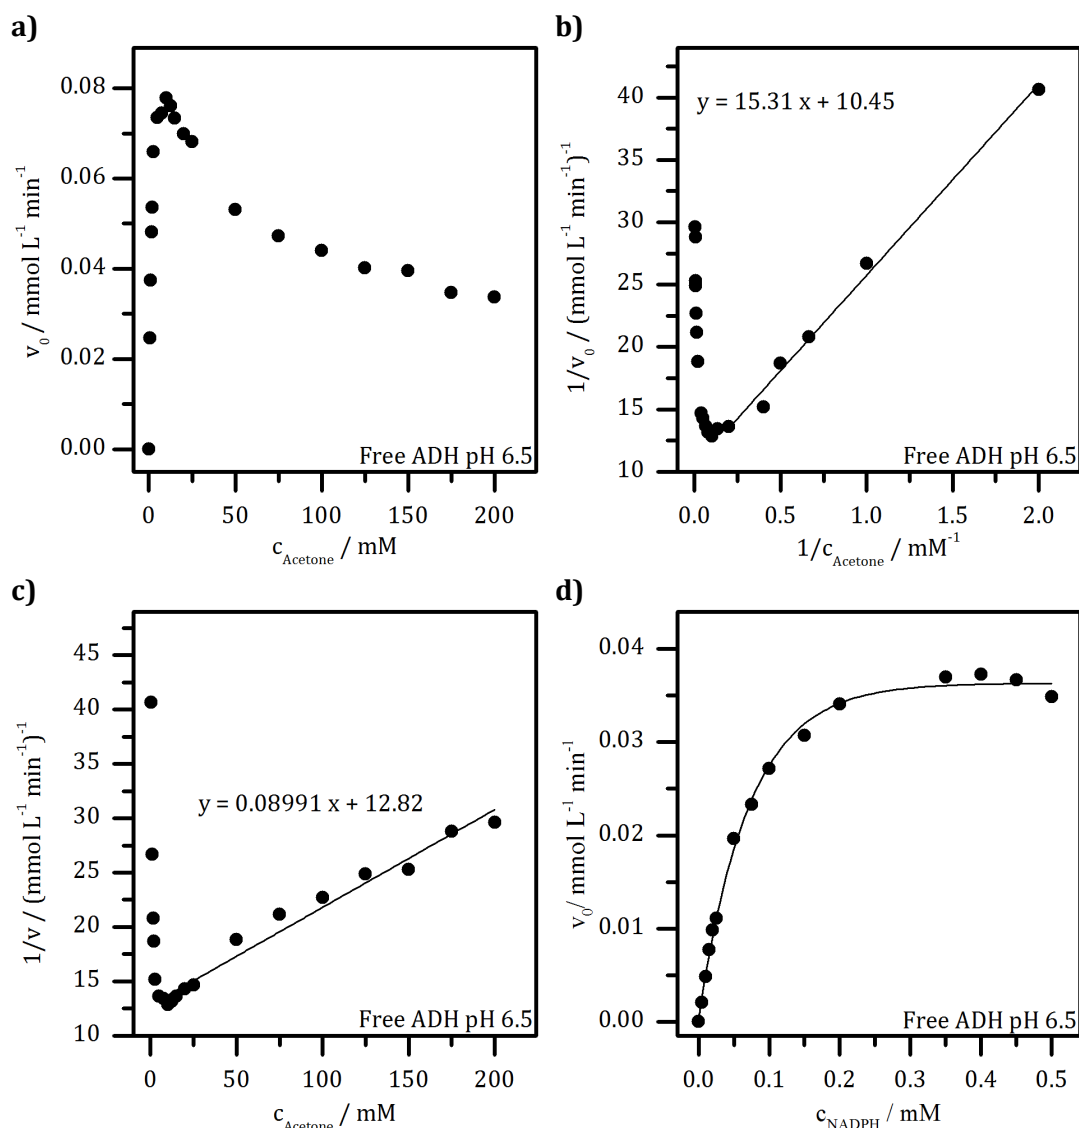 a)
0.08
0.06
0.04
0.02
0.00
v₀ / mmol L⁻¹ min⁻¹
Free ADH pH 6.5
0 50 100 150 200
c_Acetone / mM
b)
y = 15.31 x + 10.45
40
35
30
25
20
15
10
1/v₀ / (mmol L⁻¹ min⁻¹)⁻¹
Free ADH pH 6.5
0.0 0.5 1.0 1.5 2.0
1/c_Acetone / mM⁻¹
c)
45
40
35
30
25
20
15
10
1/v / (mmol L⁻¹ min⁻¹)⁻¹
y = 0.08991 x + 12.82
Free ADH pH 6.5
0 50 100 150 200
c_Acetone / mM
d)
0.04
0.03
0.02
0.01
0.00
v₀/ mmol L⁻¹ min⁻¹
Free ADH pH 6.5
0.0 0.1 0.2 0.3 0.4 0.5
c_NADPH / mM